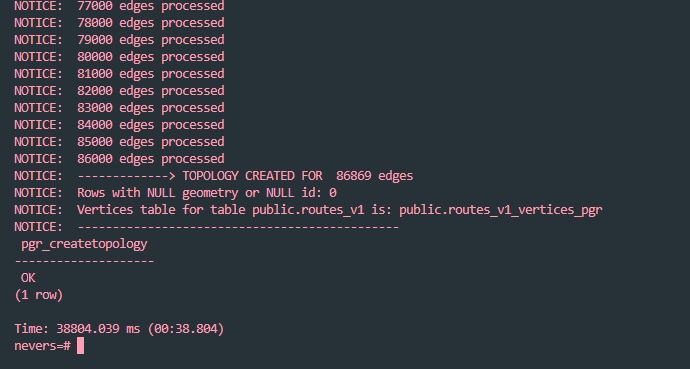 NOTICE:  77000 edges processed
NOTICE:  78000 edges processed
NOTICE:  79000 edges processed
NOTICE:  80000 edges processed
NOTICE:  81000 edges processed
NOTICE:  82000 edges processed
NOTICE:  83000 edges processed
NOTICE:  84000 edges processed
NOTICE:  85000 edges processed
NOTICE:  86000 edges processed
NOTICE:  -------------> TOPOLOGY CREATED FOR  86869 edges
NOTICE:  Rows with NULL geometry or NULL id: 0
NOTICE:  Vertices table for table public.routes_v1 is: public.routes_v1_vertices_pgr
NOTICE:  ----------------------------------------------
 pgr_createtopology
--------------------
 OK
(1 row)
Time: 38804.039 ms (00:38.804)
nevers=#